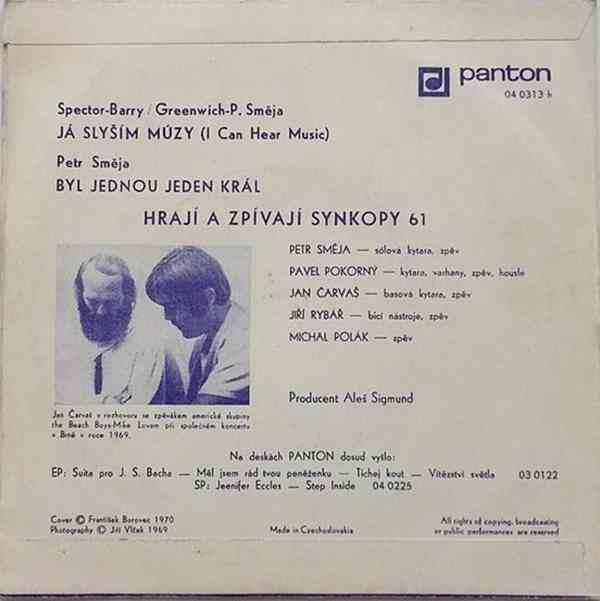 panton
04 0313 h
Spector-Barry / Greenwich-P. Směja
JÁ SLYŠÍM MÚZY (I Can Hear Music)
Petr Směja
BYL JEDNOU JEDEN KRÁL
HRAJÍ A ZPÍVAJÍ SYNKOPY 61
PETR SMĚJA — sólová kytara, zpěv
PAVEL POKORNÝ — kytara, varhany, zpěv, housle
JAN ČARVAŠ — basová kytara, zpěv
JIŘÍ RYBÁŘ — bicí nástroje, zpěv
MICHAL POLÁK — zpěv
Producent Aleš Sigmund
Jan Čarvaš v rozhovoru se zpěvákem americké skupiny
the Beach Boys-Mike Lovem při společném koncertu
v Brně v roce 1969.
Na deskách PANTON dosud vyšlo:
EP: Suita pro J. S. Bacha — Měl jsem rád tvou peněženku — Tichej kout — Vítězství světla 03 0122
SP: Jeenifer Eccles — Step Inside 04 0225
Cover © František Borovec 1970
Photography © Jiří Vlček 1969
Made in Czechoslovakia
All rights of copying, broadcasting
or public performances are reserved